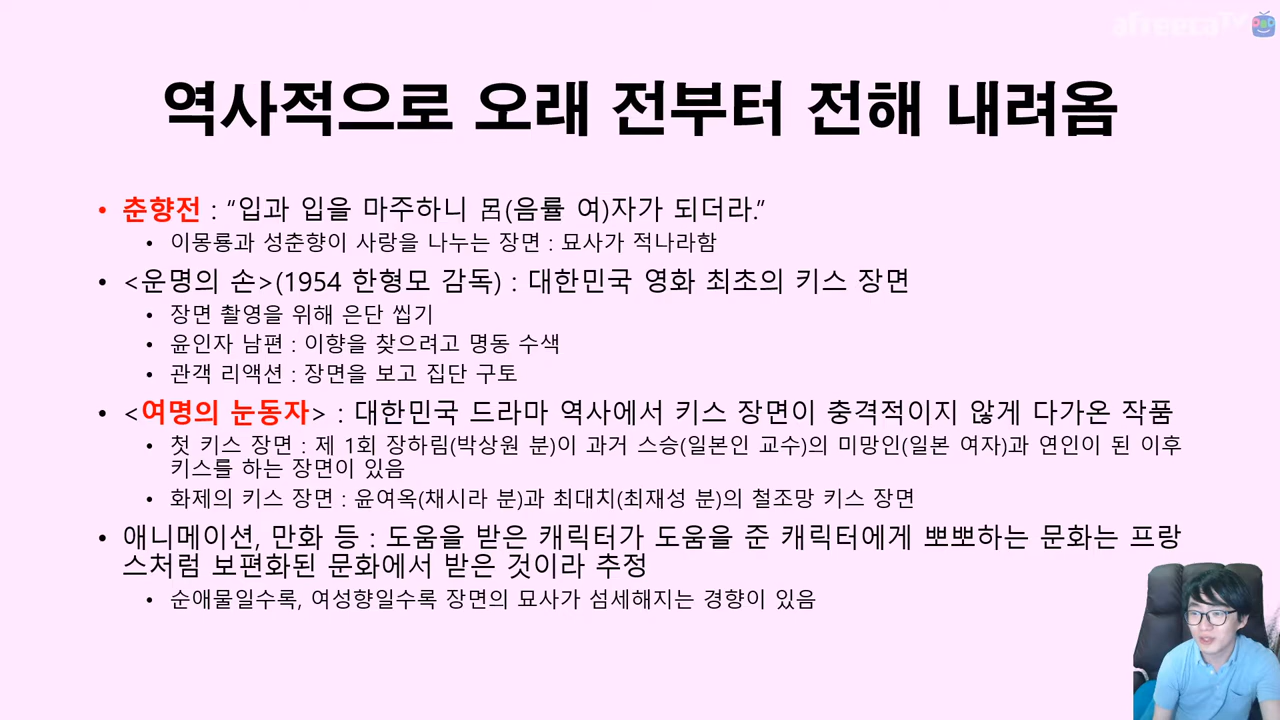 afreecaTV
역사적으로 오래 전부터 전해 내려옴
• 춘향전 : “입과 입을 마주하니 呂(음률 여)자가 되더라.”
• 이몽룡과 성춘향이 사랑을 나누는 장면 : 묘사가 적나라함
• <운명의 손>(1954 한형모 감독) : 대한민국 영화 최초의 키스 장면
• 장면 촬영을 위해 은단 씹기
• 윤인자 남편 : 이향을 찾으려고 명동 수색
• 관객 리액션 : 장면을 보고 집단 구토
• <여명의 눈동자> : 대한민국 드라마 역사에서 키스 장면이 충격적이지 않게 다가온 작품
• 첫 키스 장면 : 제 1회 장하림(박상원 분)이 과거 스승(일본인 교수)의 미망인(일본 여자)과 연인이 된 이후
키스를 하는 장면이 있음
• 화제의 키스 장면 : 윤여옥(채시라 분)과 최대치(최재성 분)의 철조망 키스 장면
• 애니메이션, 만화 등 : 도움을 받은 캐릭터가 도움을 준 캐릭터에게 뽀뽀하는 문화는 프랑
스처럼 보편화된 문화에서 받은 것이라 추정
• 순애물일수록, 여성향일수록 장면의 묘사가 섬세해지는 경향이 있음